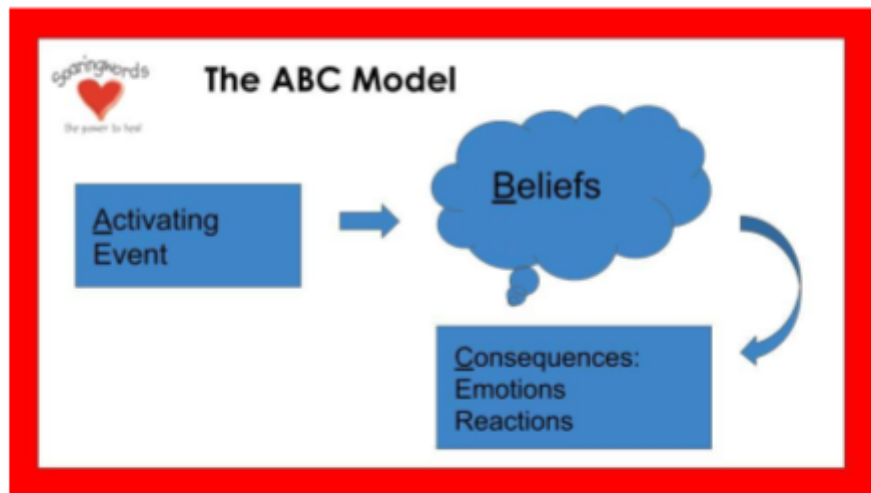 Soaringwords
the power to heal
The ABC Model
Activating
Event
Beliefs
Consequences:
Emotions
Reactions